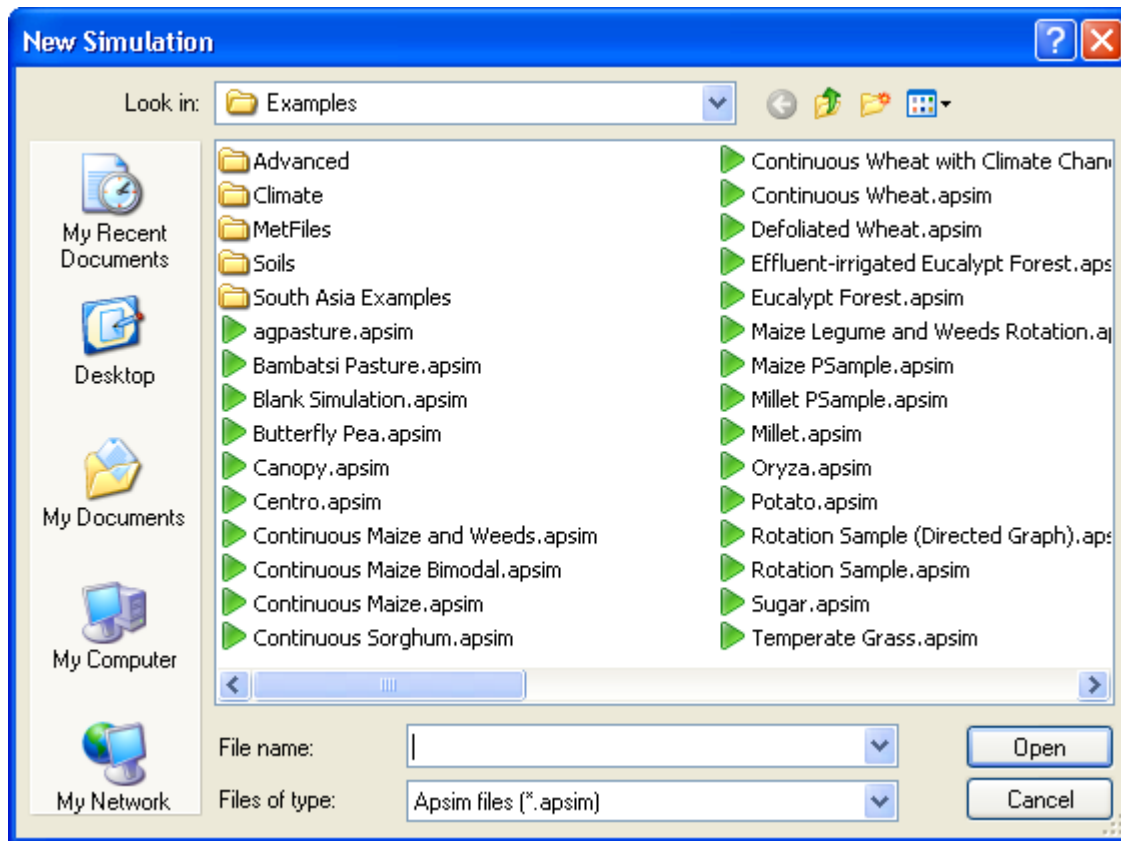 New Simulation
Look in: Examples
My Recent
Documents
Desktop
My Documents
My Computer
My Network
Advanced
Climate
MetFiles
Soils
South Asia Examples
agpasture.apsim
Bambatsi Pasture.apsim
Blank Simulation.apsim
Butterfly Pea.apsim
Canopy.apsim
Centro.apsim
Continuous Maize and Weeds.apsim
Continuous Maize Bimodal.apsim
Continuous Maize.apsim
Continuous Sorghum.apsim
Continuous Wheat with Climate Chan
Continuous Wheat.apsim
Defoliated Wheat.apsim
Effluent-irrigated Eucalypt Forest.aps
Eucalypt Forest.apsim
Maize Legume and Weeds Rotation.a
Maize PSample.apsim
Millet PSample.apsim
Millet.apsim
Oryza.apsim
Potato.apsim
Rotation Sample (Directed Graph).aps
Rotation Sample.apsim
Sugar.apsim
Temperate Grass.apsim
File name:
Open
Files of type: Apsim files (*.apsim)
Cancel